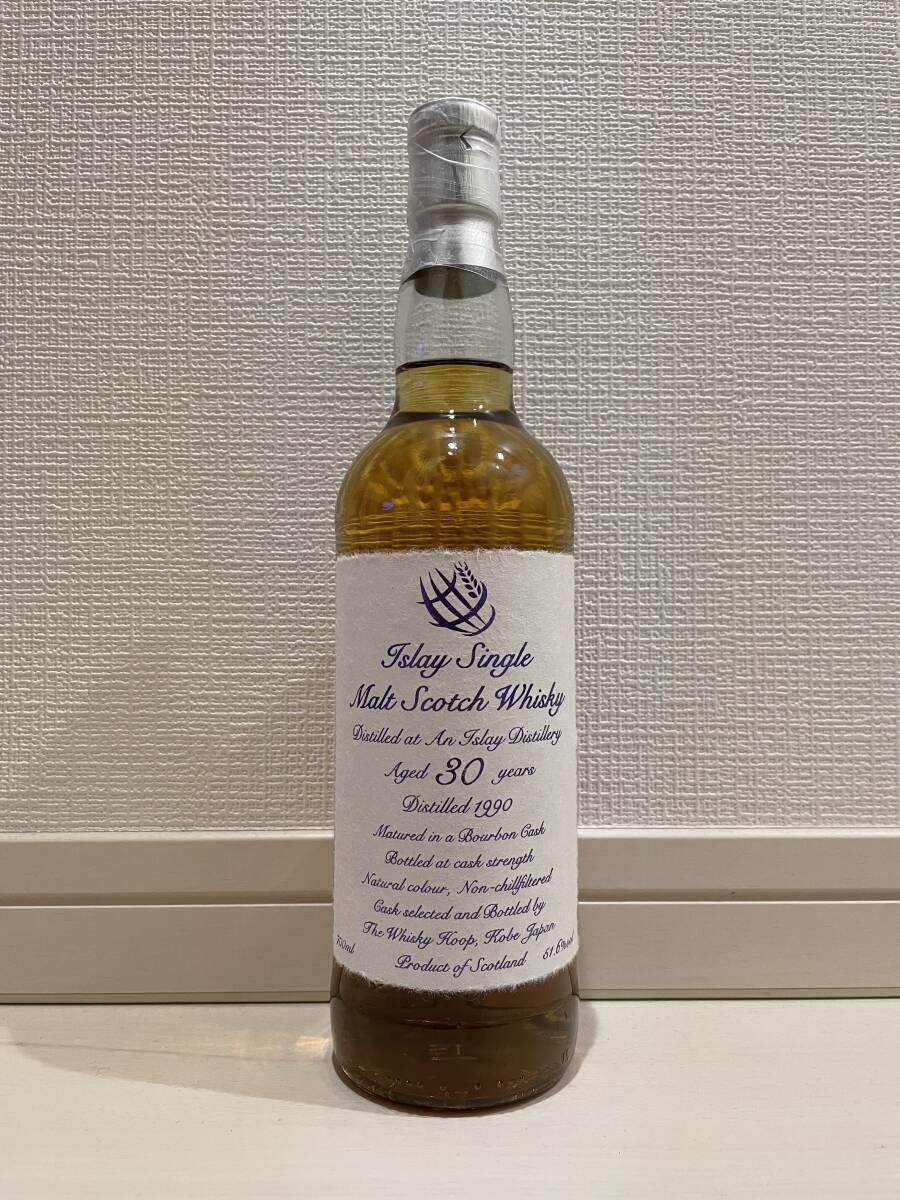 Islay Single
Malt Scotch Whisky
Distilled at An Islay Distillery
Aged 30 years
Distilled 1990
Matured in a Bourbon Cask
Bottled at cask strength
Natural colour, Non-chillfiltered
Cask selected and Bottled by
The Whisky Hoop, Kobe Japan
700ml Product of Scotland 51.6%vol